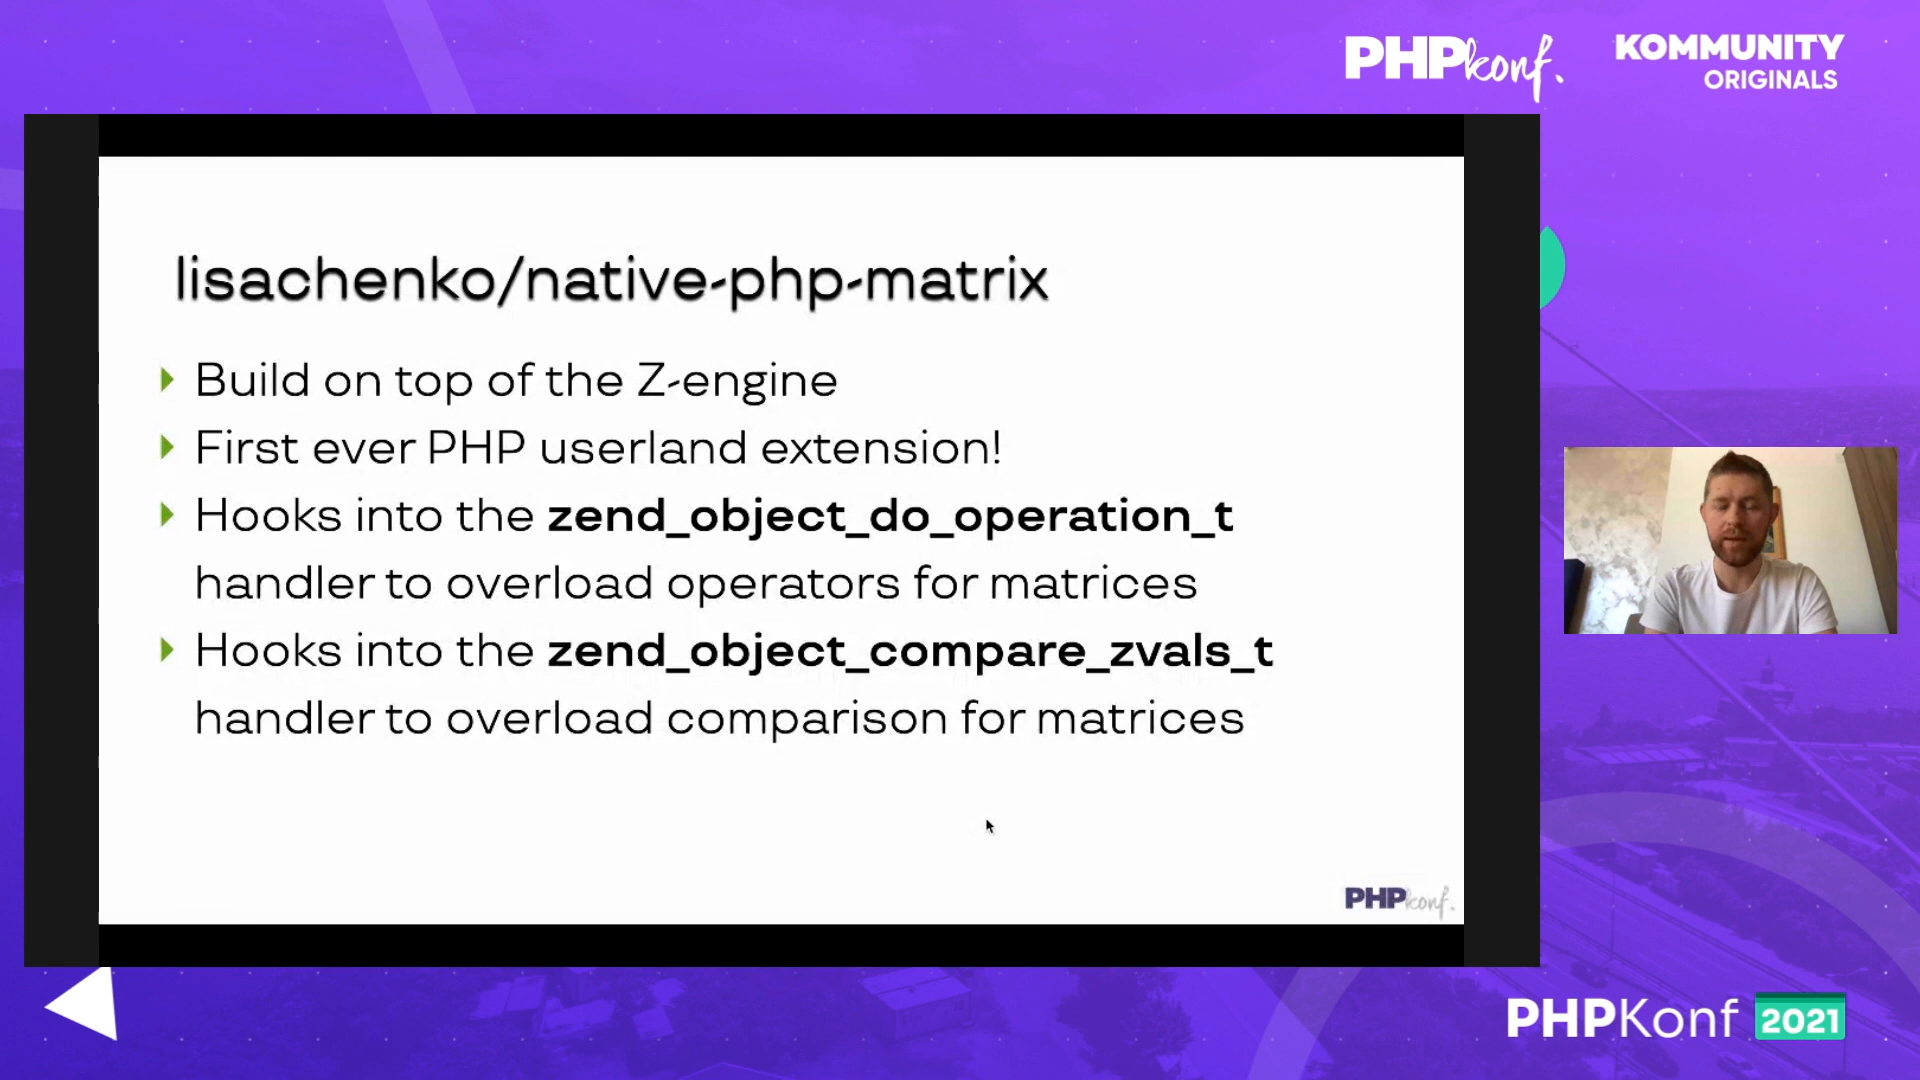 PHPkonf.
KOMMUNITY
ORIGINALS
lisachenko/native-php-matrix
Build on top of the Z-engine
First ever PHP userland extension!
Hooks into the zend_object_do_operation_t
handler to overload operators for matrices
Hooks into the zend_object_compare_zvals_t
handler to overload comparison for matrices
PHPkonf.
PHPKonf 2021